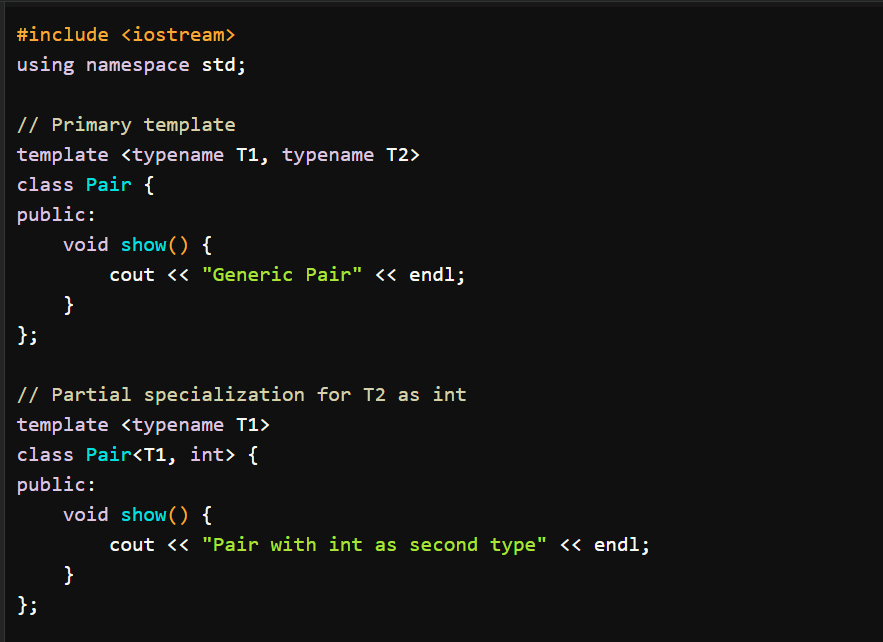 #include <iostream>
using namespace std;
// Primary template
template <typename T1, typename T2>
class Pair {
public:
    void show() {
        cout << "Generic Pair" << endl;
    }
};
// Partial specialization for T2 as int
template <typename T1>
class Pair<T1, int> {
public:
    void show() {
        cout << "Pair with int as second type" << endl;
    }
};